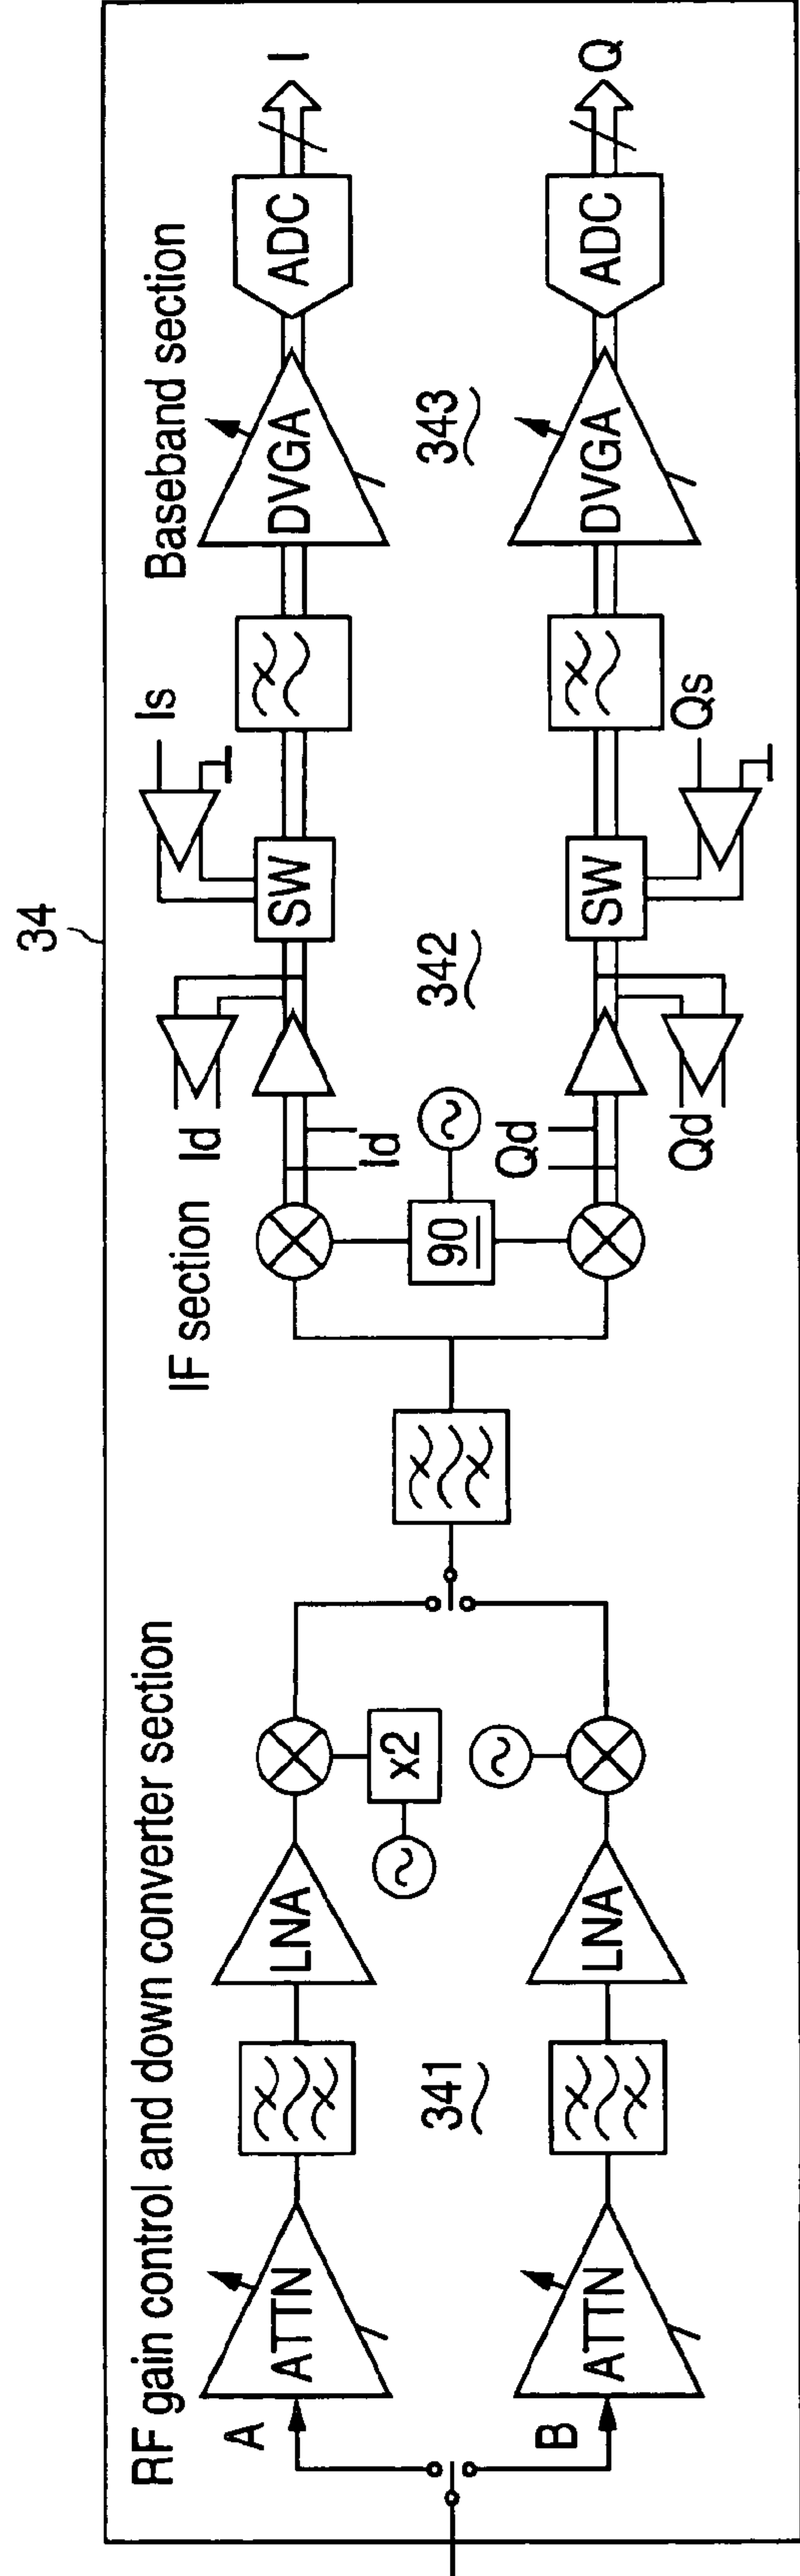 34
RF gain control and down converter section
IF section
Baseband section
A
ATTN
LNA
x2
341
B
ATTN
LNA
90
Id
Id
Qd
Qd
342
SW
Is
SW
Qs
DVGA
ADC
I
343
DVGA
ADC
Q